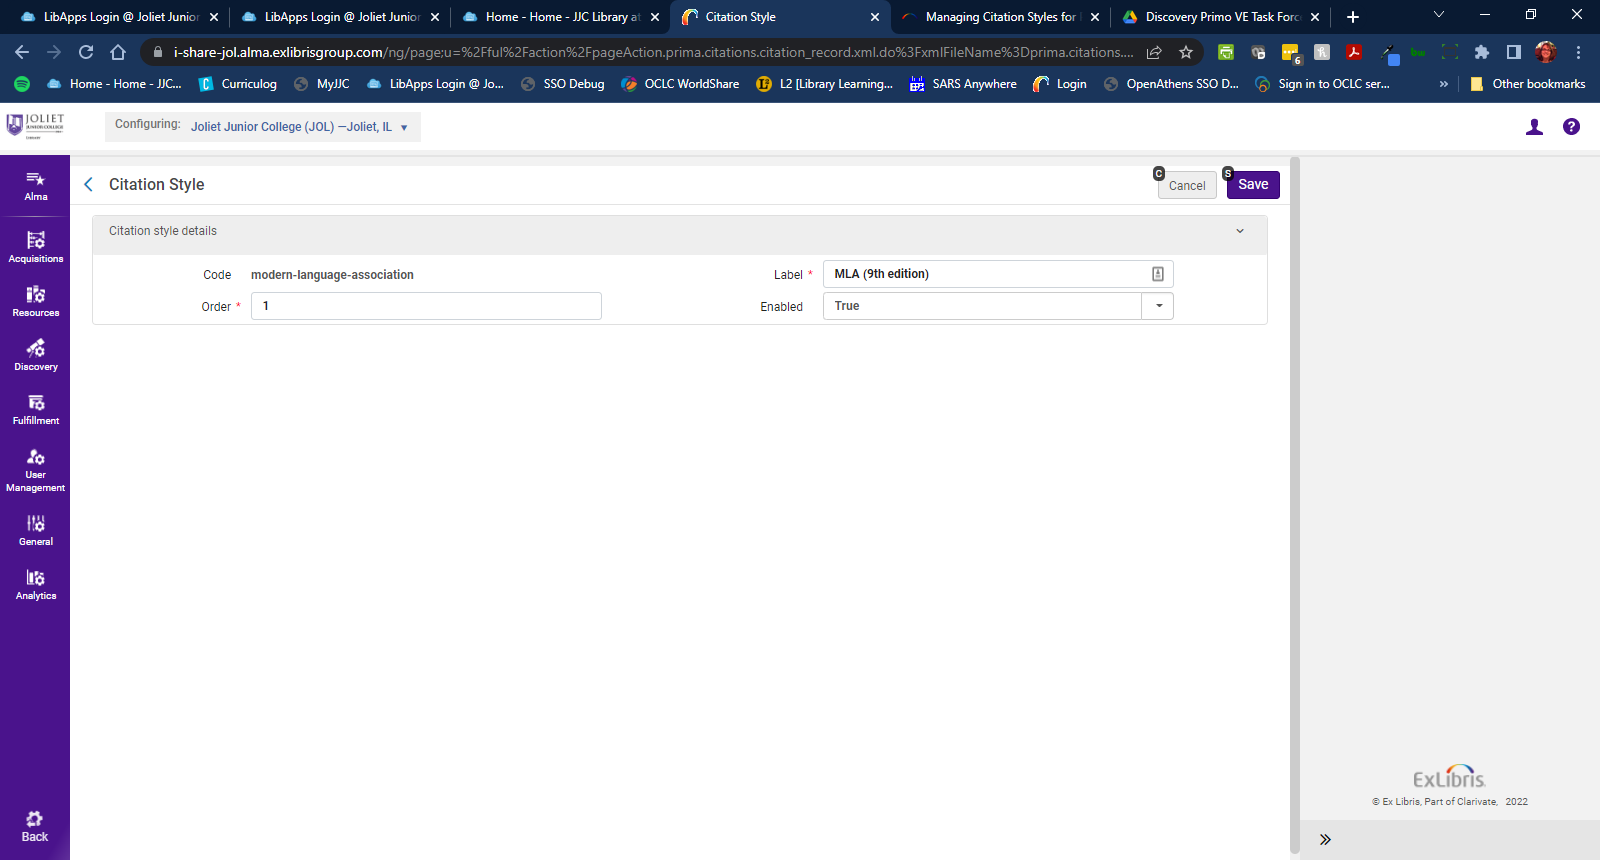 LibApps Login @ Joliet Junior
LibApps Login @ Joliet Junior
Home - Home - JJC Library at
Citation Style
Managing Citation Styles for
Discovery Primo VE Task Forc
i-share-jol.alma.exlibrisgroup.com/ng/page;u=%2Fful%2Faction%2FpageAction.prima.citations.citation_record.xml.do%3FxmlFileName%3Dprima.citations....
6
bw
Home - Home - JJC...
Curriculog
MyJJC
LibApps Login @ Jo...
SSO Debug
OCLC WorldShare
L2 [Library Learning...
SARS Anywhere
Login
OpenAthens SSO D...
Sign in to OCLC ser...
»
Other bookmarks
JOLIET
JUNIOR COLLEGE
Configuring: Joliet Junior College (JOL) —Joliet, IL
?
Alma
Citation Style
C
Cancel
S
Save
Citation style details
Code modern-language-association
Label * MLA (9th edition)
Order * 1
Enabled True
Acquisitions
Resources
Discovery
Fulfillment
User
Management
General
Analytics
Back
ExLibris
© Ex Libris, Part of Clarivate, 2022